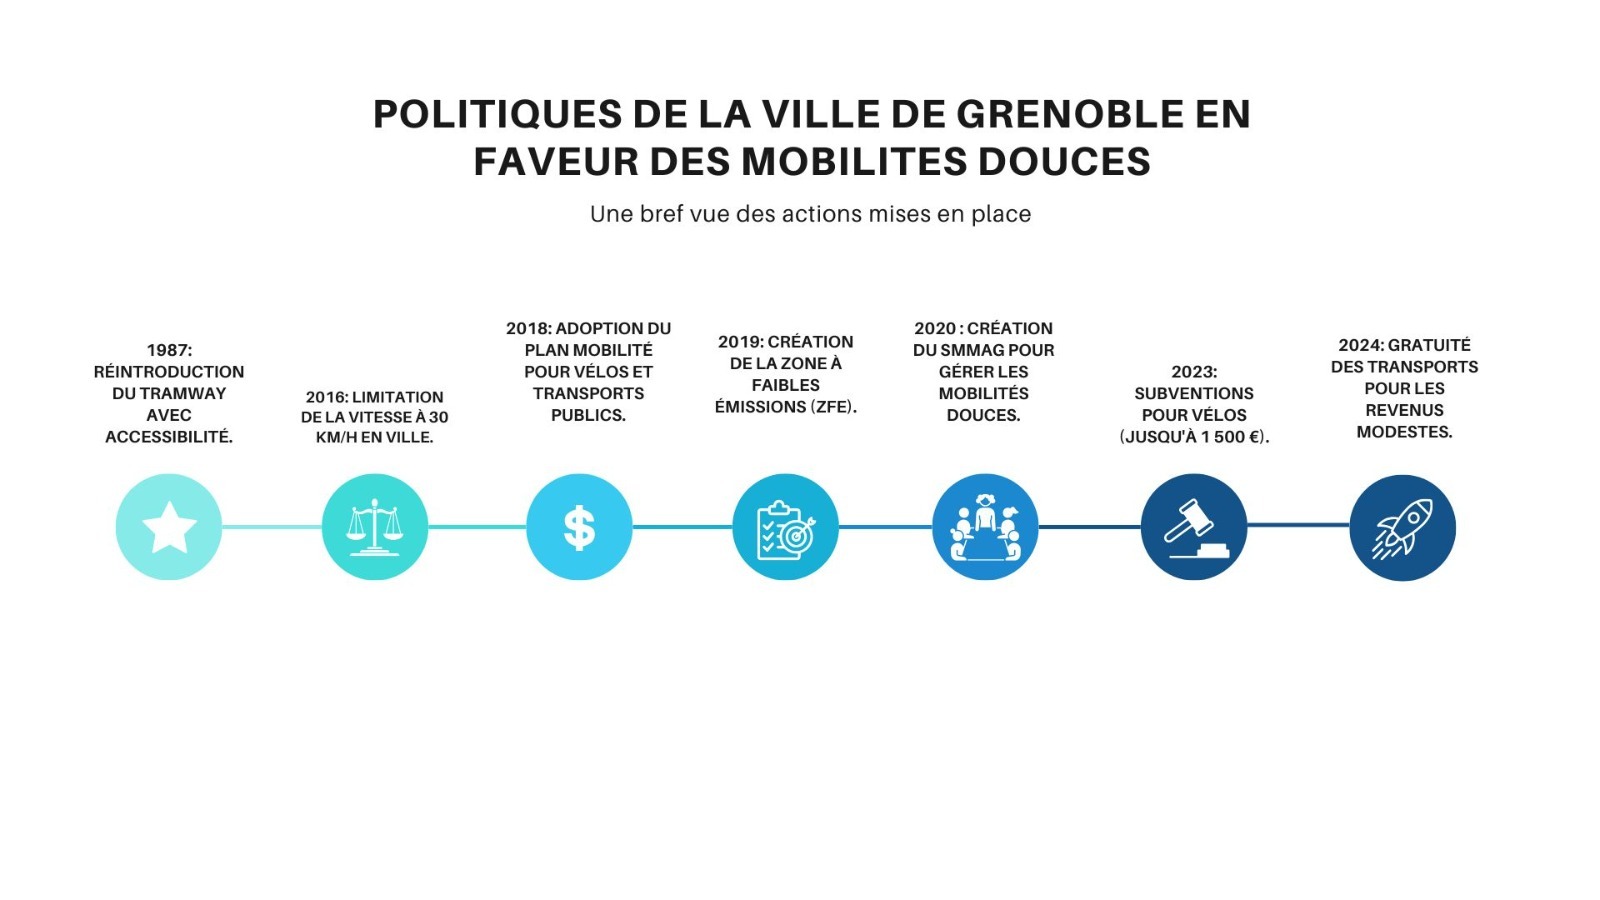 POLITIQUES DE LA VILLE DE GRENOBLE EN
FAVEUR DES MOBILITES DOUCES
Une bref vue des actions mises en place
1987:
RÉINTRODUCTION
DU TRAMWAY
AVEC
ACCESSIBILITÉ.
2016: LIMITATION
DE LA VITESSE À 30
KM/H EN VILLE.
2018: ADOPTION DU
PLAN MOBILITÉ
POUR VÉLOS ET
TRANSPORTS
PUBLICS.
2019: CRÉATION
DE LA ZONE À
FAIBLES
ÉMISSIONS (ZFE).
2020 : CRÉATION
DU SMMAG POUR
GÉRER LES
MOBILITÉS
DOUCES.
2023:
SUBVENTIONS
POUR VÉLOS
(JUSQU'À 1 500 €).
2024: GRATUITÉ
DES TRANSPORTS
POUR LES
REVENUS
MODESTES.
$